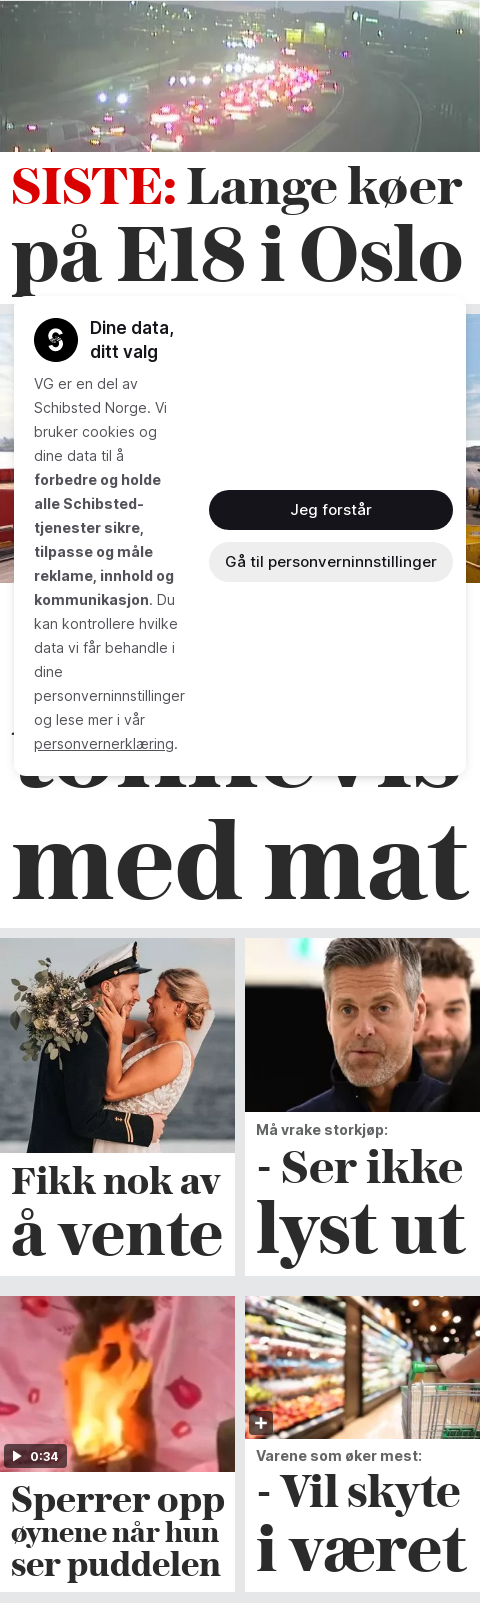 SISTE: Lange køer
på E18 i Oslo
Dine data,
ditt valg
VG er en del av
Schibsted Norge. Vi
bruker cookies og
dine data til å
forbedre og holde
alle Schibsted-
tjenester sikre,
tilpasse og måle
reklame, innhold og
kommunikasjon. Du
kan kontrollere hvilke
data vi får behandle i
dine
personverninnstillinger
og lese mer i vår
personvernerklæring.
Jeg forstår
Gå til personverninnstillinger
med mat
Fikk nok av
å vente
Må vrake storkjøp:
- Ser ikke
lyst ut
0:34
Sperrer opp
øynene når hun
ser puddelen
Varene som øker mest:
- Vil skyte
i været